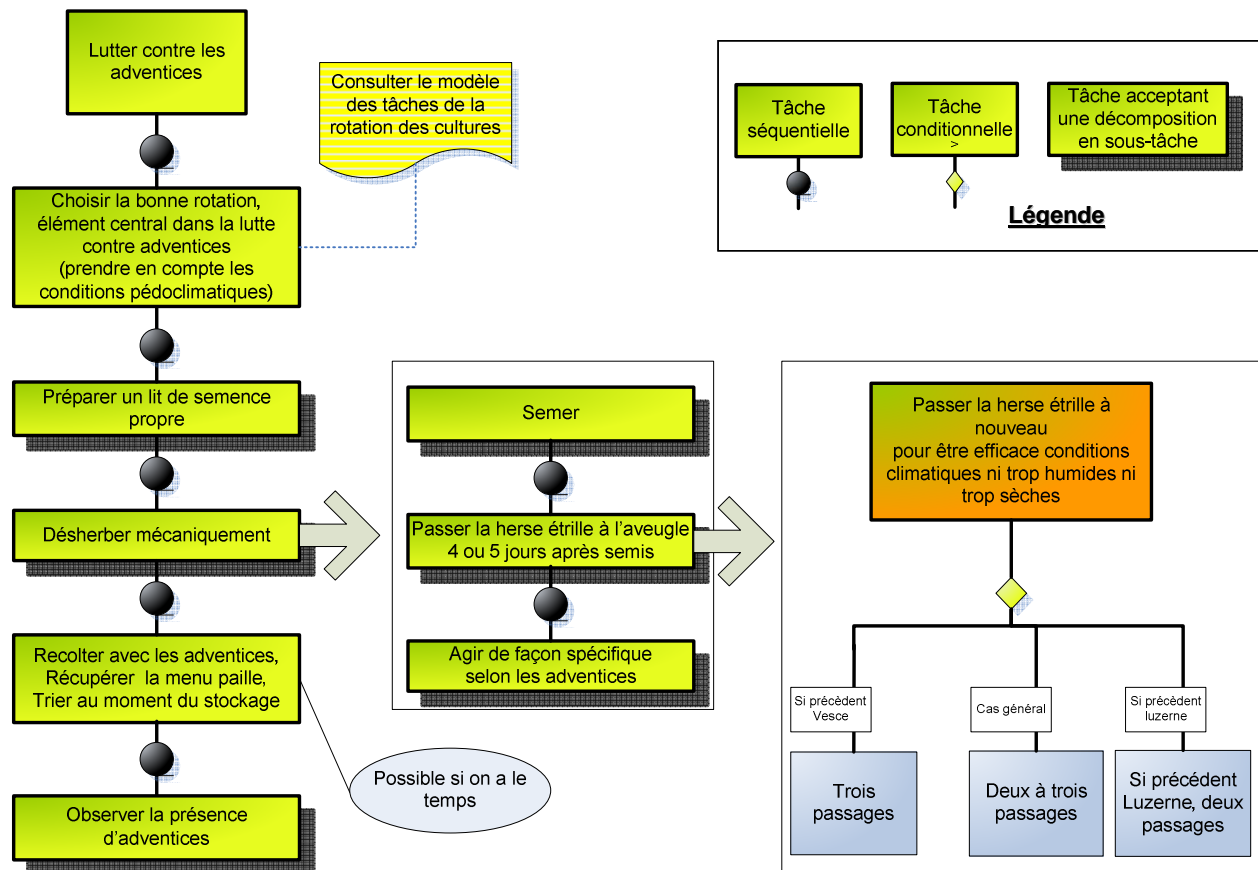 Lutter contre les
adventices
Consulter le modèle
des tâches de la
rotation des cultures
Tâche
séquentielle
Tâche
conditionnelle
>
Tâche acceptant
une décomposition
en sous-tâche
Légende
Choisir la bonne rotation,
élément central dans la lutte
contre adventices
(prendre en compte les
conditions pédoclimatiques)
Préparer un lit de semence
propre
Désherber mécaniquement
Recolter avec les adventices,
Récupérer la menu paille,
Trier au moment du stockage
Possible si on a le
temps
Observer la présence
d'adventices
Semer
Passer la herse étrille à l'aveugle
4 ou 5 jours après semis
Agir de façon spécifique
selon les adventices
Passer la herse étrille à
nouveau
pour être efficace conditions
climatiques ni trop humides ni
trop sèches
Si précèdent
Vesce
Cas général
Si précèdent
luzerne
Trois
passages
Deux à trois
passages
Si précédent
Luzerne, deux
passages